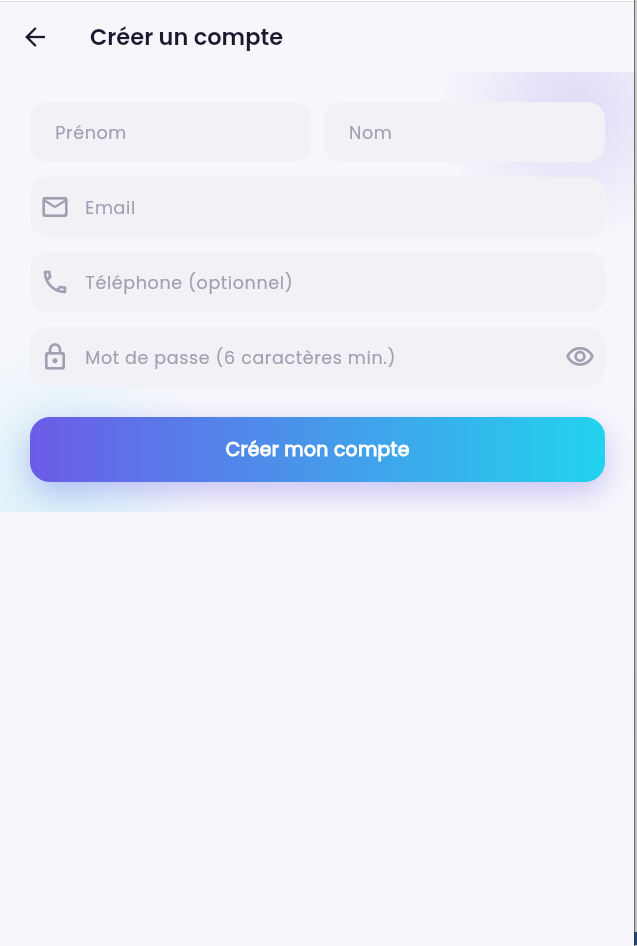 Créer un compte
Prénom
Nom
Email
Téléphone (optionnel)
Mot de passe (6 caractères min.)
Créer mon compte